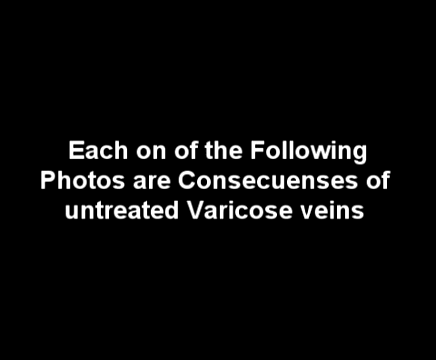 Each on of the Following
Photos are Consecuenses of
untreated Varicose veins